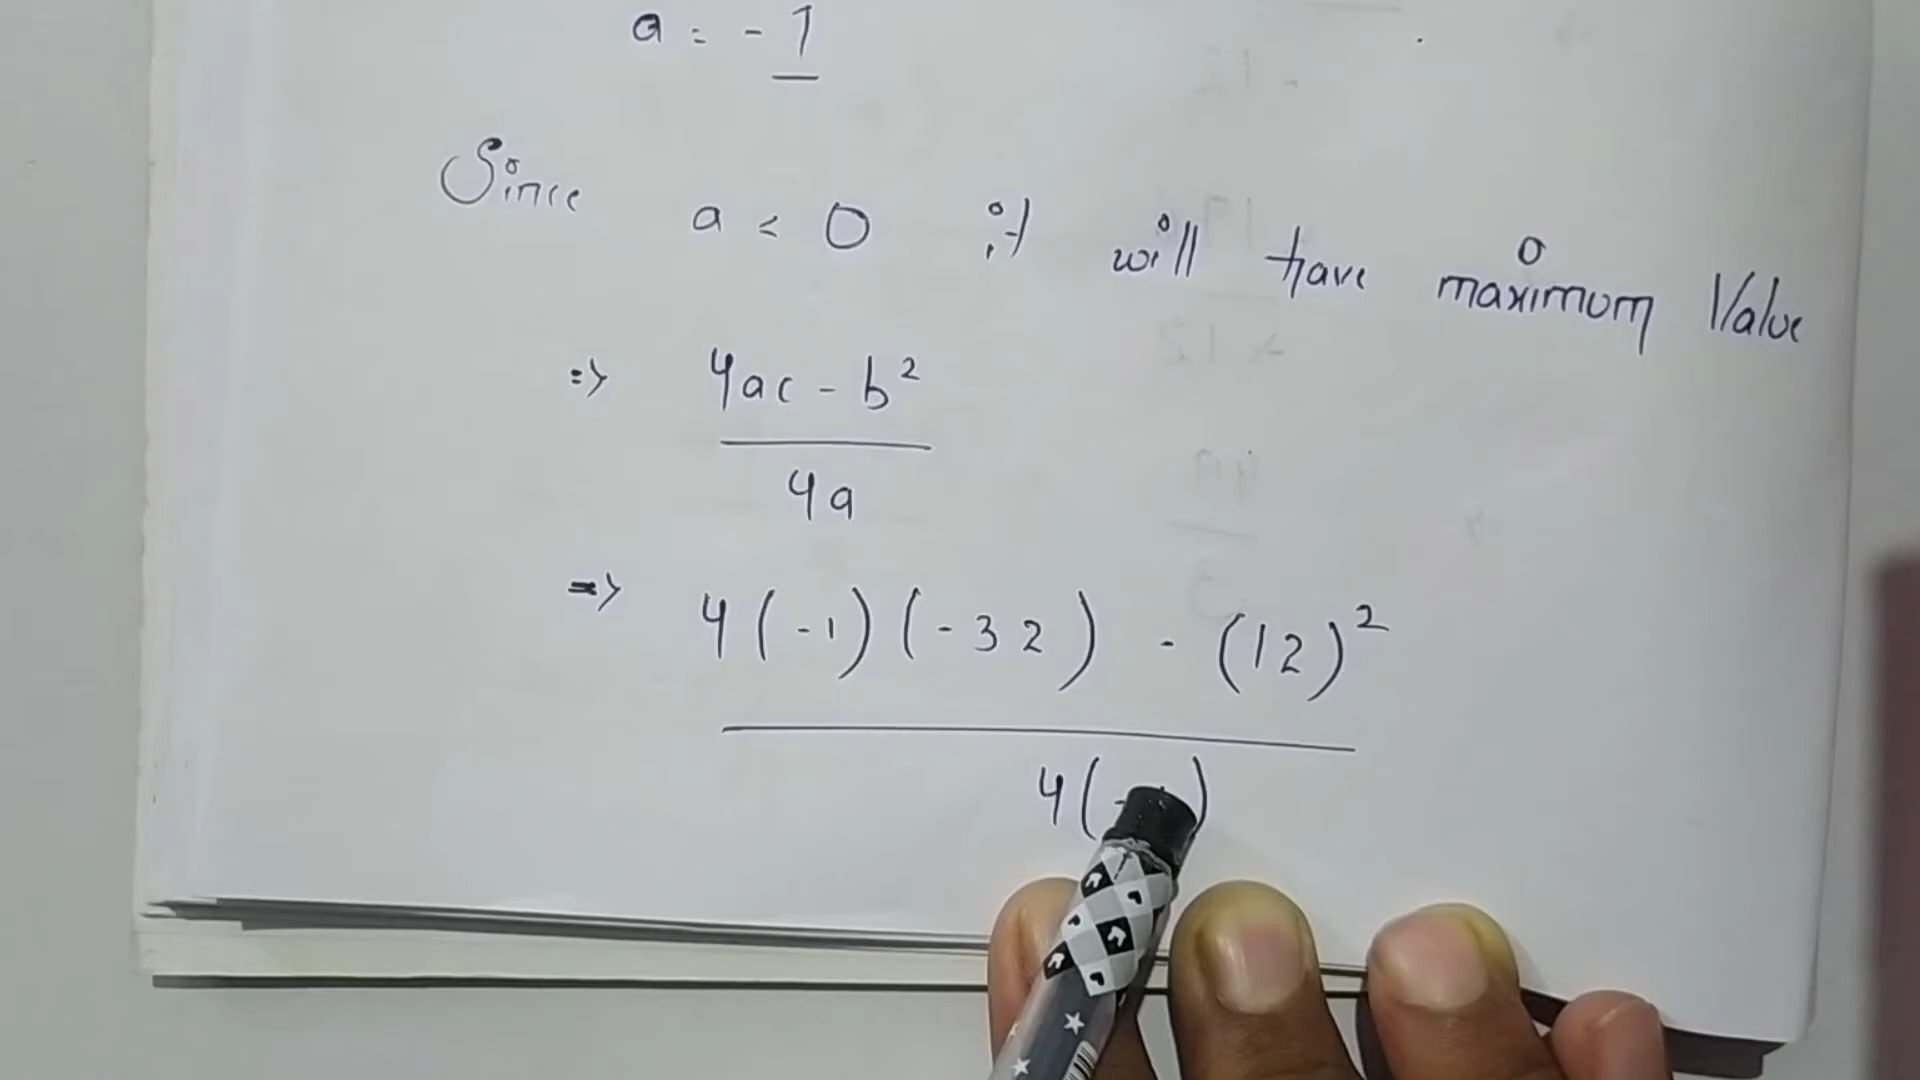 a = - 1
Since a < 0 it will have maximum Value
=> 4ac - b²
4a
=> 4(-1)(-32) - (12)²
4(- )